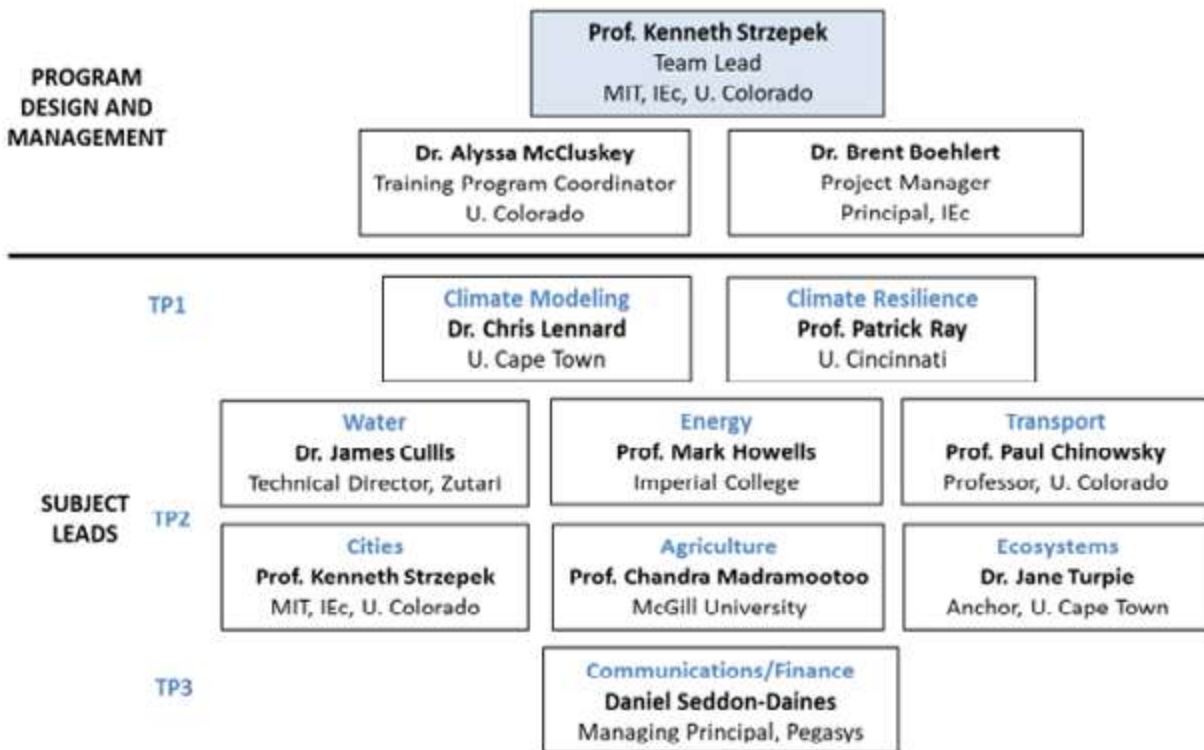 PROGRAM
DESIGN AND
MANAGEMENT
Prof. Kenneth Strzepek
Team Lead
MIT, IEc, U. Colorado
Dr. Alyssa McCluskey
Training Program Coordinator
U. Colorado
Dr. Brent Boehlert
Project Manager
Principal, IEc
TP1
Climate Modeling
Dr. Chris Lennard
U. Cape Town
Climate Resilience
Prof. Patrick Ray
U. Cincinnati
SUBJECT
LEADS
TP2
Water
Dr. James Cullis
Technical Director, Zutari
Energy
Prof. Mark Howells
Imperial College
Transport
Prof. Paul Chinowsky
Professor, U. Colorado
Cities
Prof. Kenneth Strzepek
MIT, IEc, U. Colorado
Agriculture
Prof. Chandra Madramootoo
McGill University
Ecosystems
Dr. Jane Turpie
Anchor, U. Cape Town
TP3
Communications/Finance
Daniel Seddon-Daines
Managing Principal, Pegasys